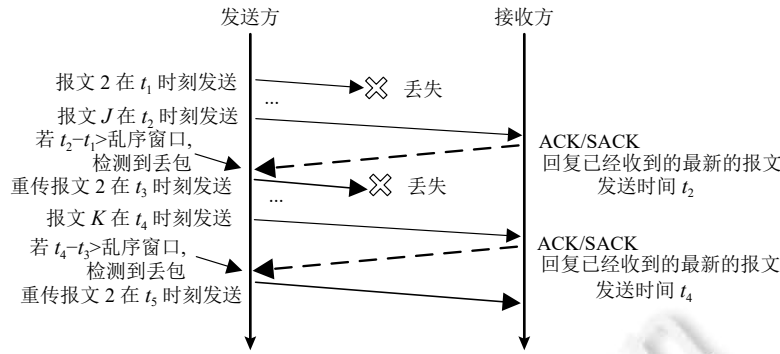 发送方
接收方
报文 2 在 t₁ 时刻发送
丢失
...
报文 J 在 t₂ 时刻发送
若 t₂−t₁>乱序窗口,
检测到丢包
ACK/SACK
回复已经收到的最新的报文
发送时间 t₂
重传报文 2 在 t₃ 时刻发送
丢失
...
报文 K 在 t₄ 时刻发送
若 t₄−t₃>乱序窗口,
检测到丢包
ACK/SACK
回复已经收到的最新的报文
发送时间 t₄
重传报文 2 在 t₅ 时刻发送